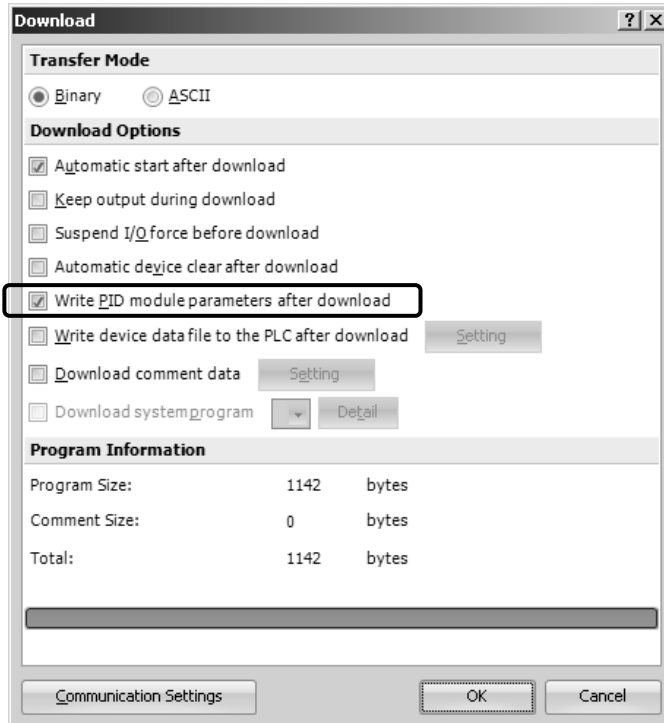 Download
Transfer Mode
Binary ASCII
Download Options
Automatic start after download
Keep output during download
Suspend I/O force before download
Automatic device clear after download
Write PID module parameters after download
Write device data file to the PLC after download Setting
Download comment data Setting
Download system program Detail
Program Information
Program Size: 1142 bytes
Comment Size: 0 bytes
Total: 1142 bytes
Communication Settings OK Cancel